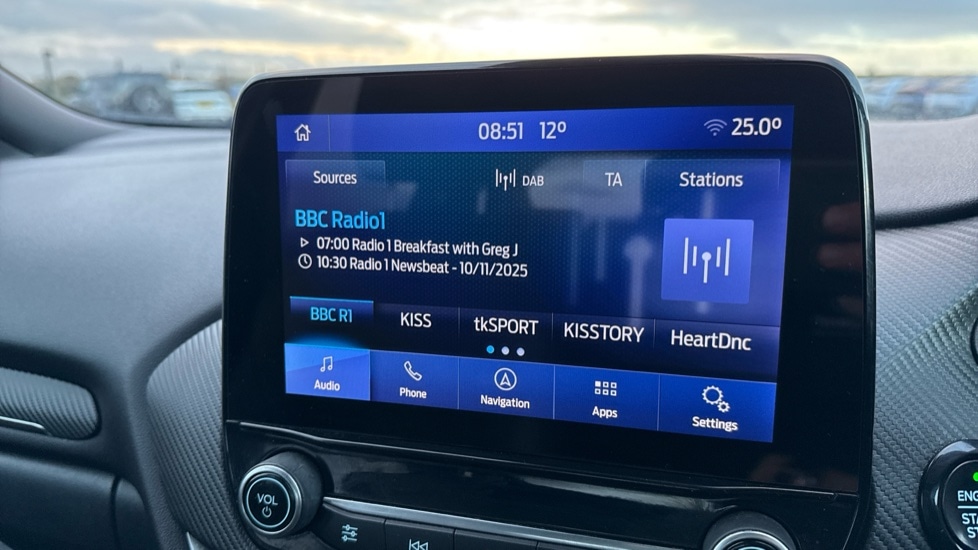 08:51 12º 25.0º
Sources DAB TA Stations
BBC Radio1
07:00 Radio 1 Breakfast with Greg J
10:30 Radio 1 Newsbeat - 10/11/2025
BBC R1 KISS tkSPORT KISSTORY HeartDnc
Audio Phone Navigation Apps Settings
VOL